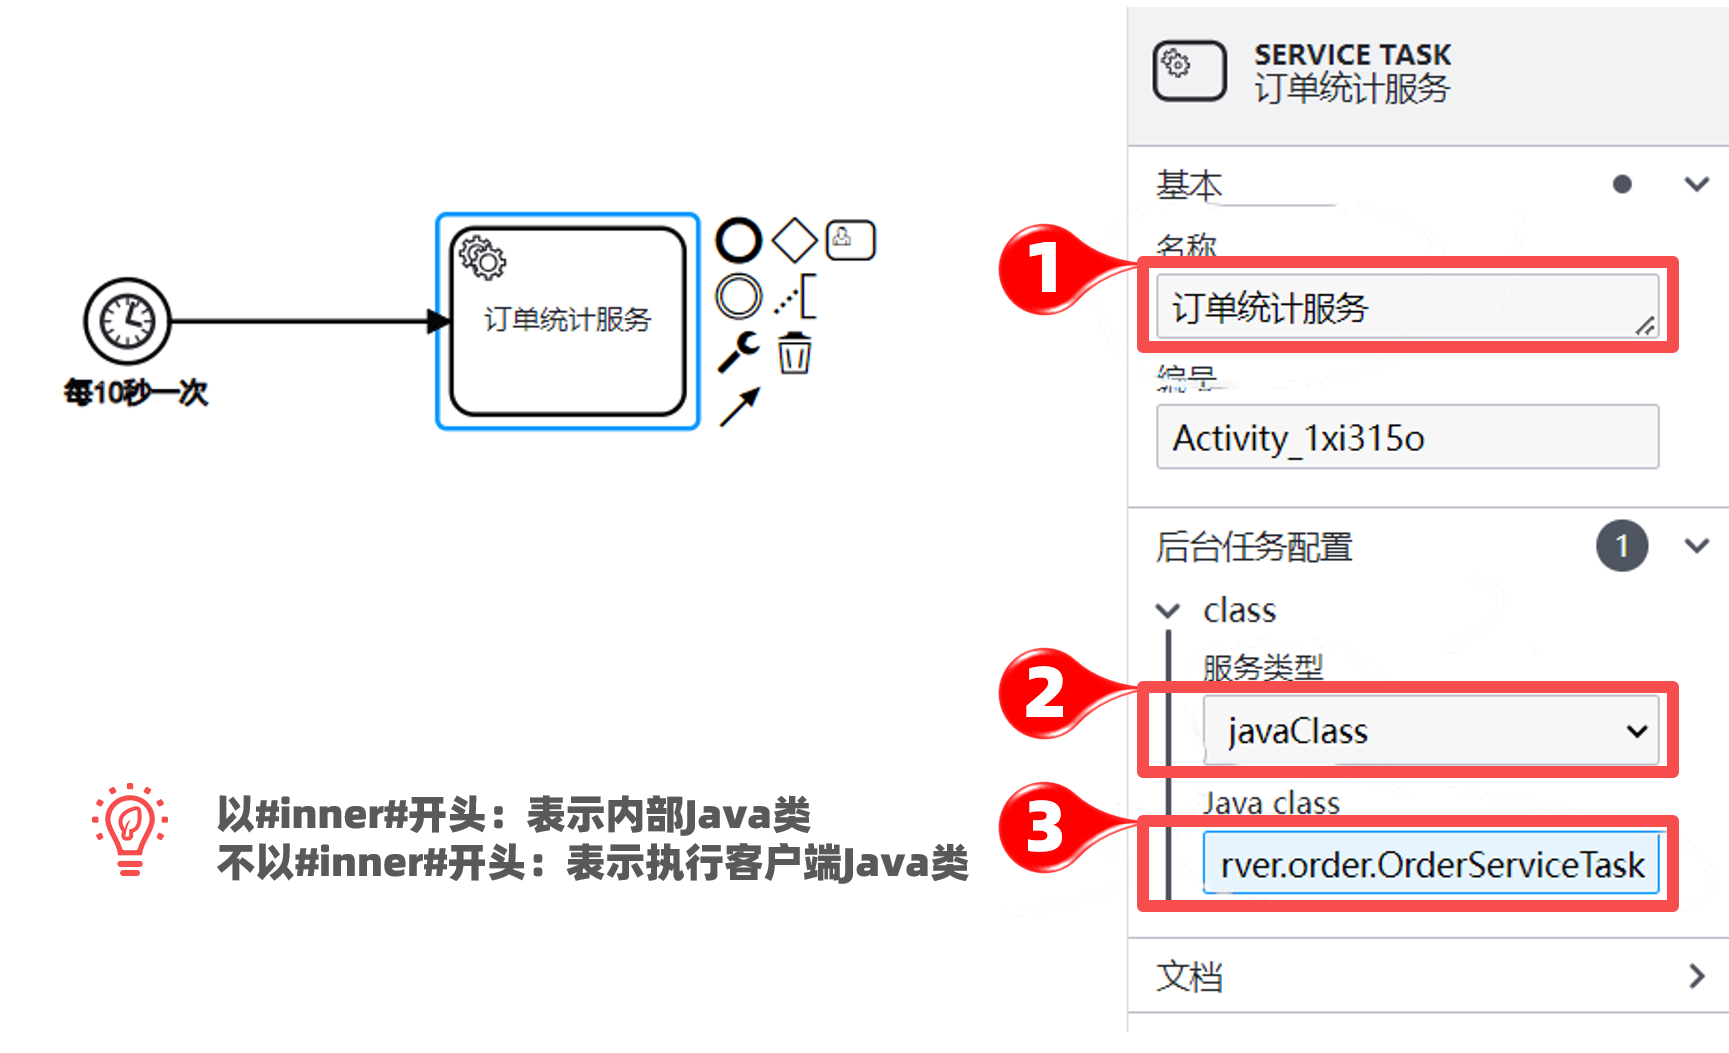 每10秒一次
订单统计服务
以#inner#开头：表示内部Java类
不以#inner#开头：表示执行客户端Java类
SERVICE TASK
订单统计服务
基本
1
名称
订单统计服务
编号
Activity_1xi315o
后台任务配置
1
class
服务类型
2
javaClass
Java class
3
rver.order.OrderServiceTask
文档